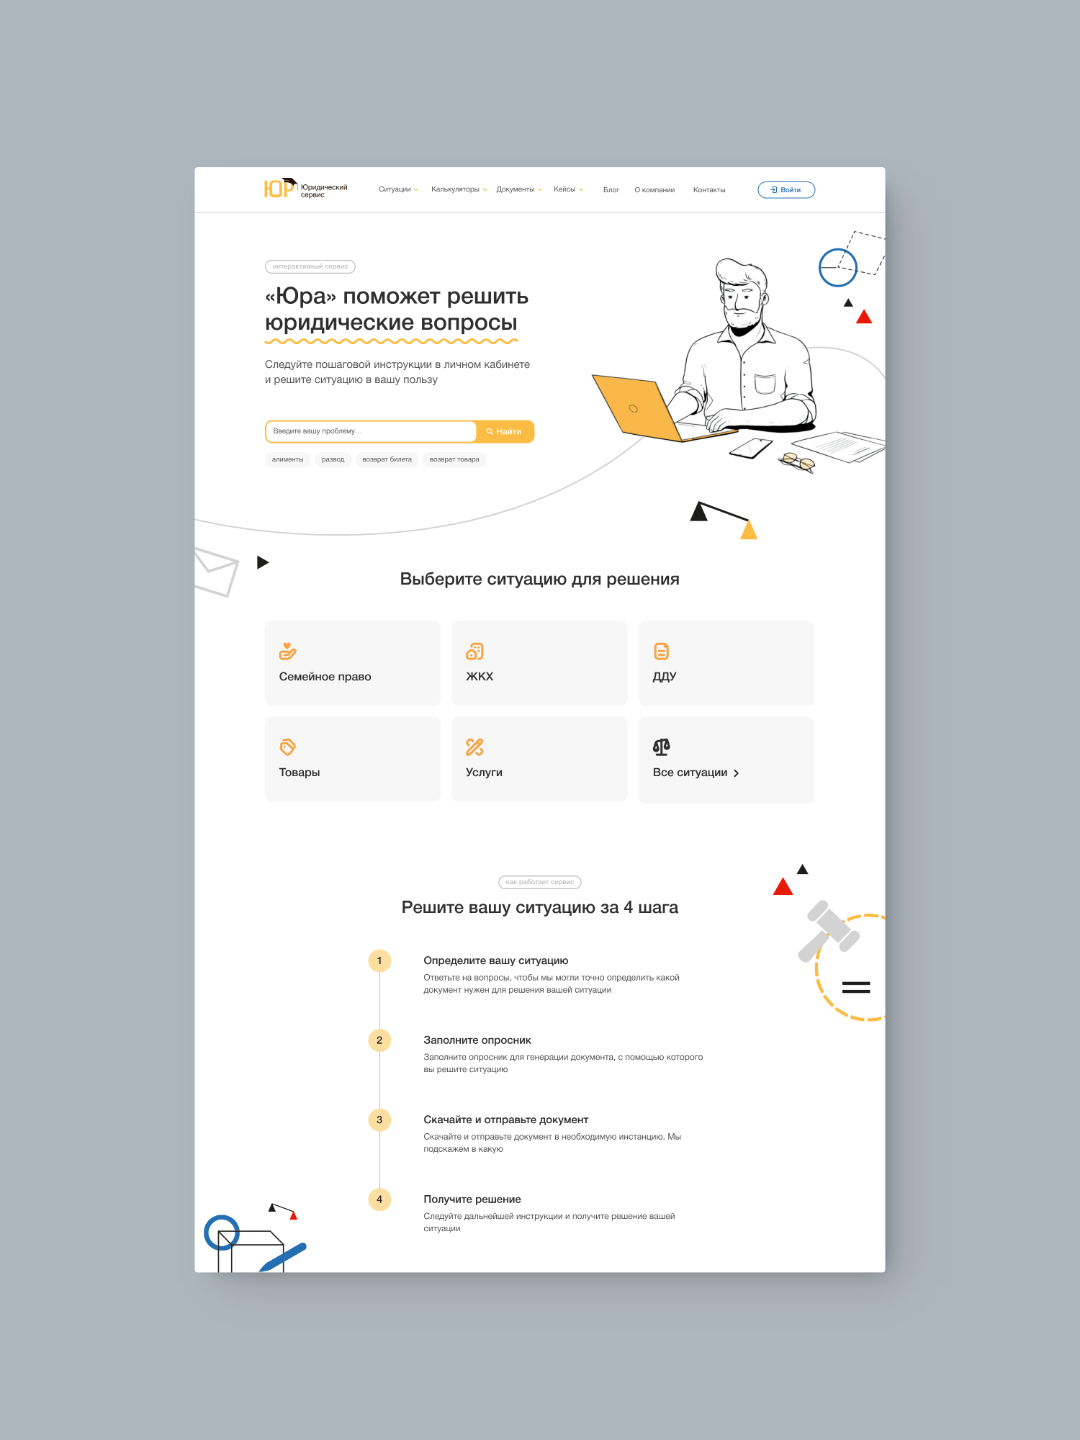 ЮР Юридический
сервис
Ситуации Калькуляторы Документы Кейсы Блог О компании Контакты Войти
интерактивный сервис
«Юра» поможет решить
юридические вопросы
Следуйте пошаговой инструкции в личном кабинете
и решите ситуацию в вашу пользу
Введите вашу проблему... Найти
алименты развод возврат билета возврат товара
Выберите ситуацию для решения
Семейное право ЖКХ ДДУ
Товары Услуги Все ситуации
как работает сервис
Решите вашу ситуацию за 4 шага
1 Определите вашу ситуацию
Ответьте на вопросы, чтобы мы могли точно определить какой
документ нужен для решения вашей ситуации
2 Заполните опросник
Заполните опросник для генерации документа, с помощью которого
вы решите ситуацию
3 Скачайте и отправьте документ
Скачайте и отправьте документ в необходимую инстанцию. Мы
подскажем в какую
4 Получите решение
Следуйте дальнейшей инструкции и получите решение вашей
ситуации